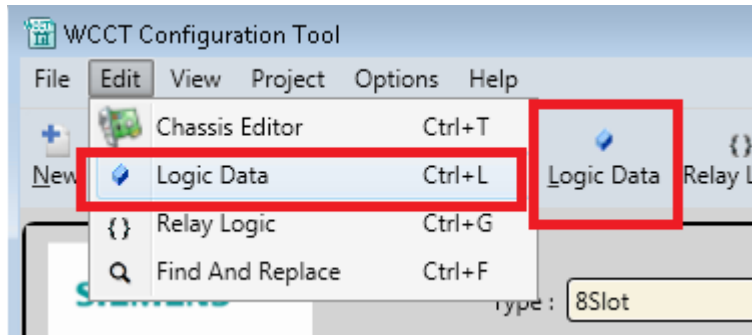 WCCT Configuration Tool
File Edit View Project Options Help
New
Chassis Editor Ctrl+T
Logic Data Ctrl+L
Relay Logic Ctrl+G
Find And Replace Ctrl+F
Logic Data
Relay L
Type : 8Slot